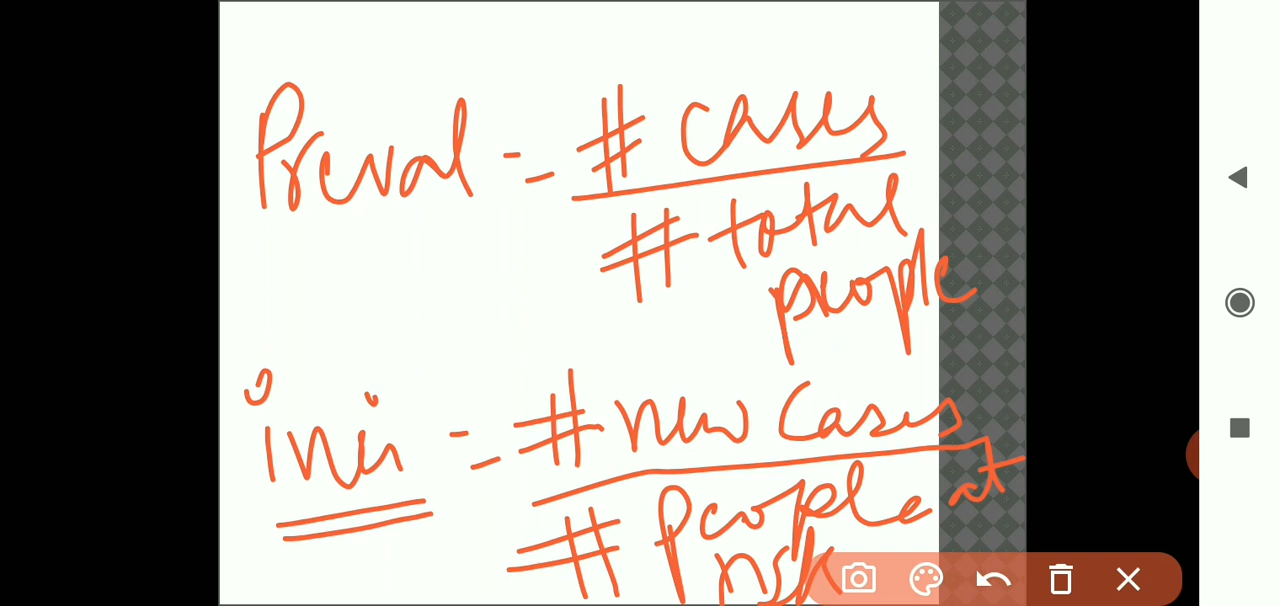 Preval = # cases
# total
people
inci = # new cases
# people at
risk